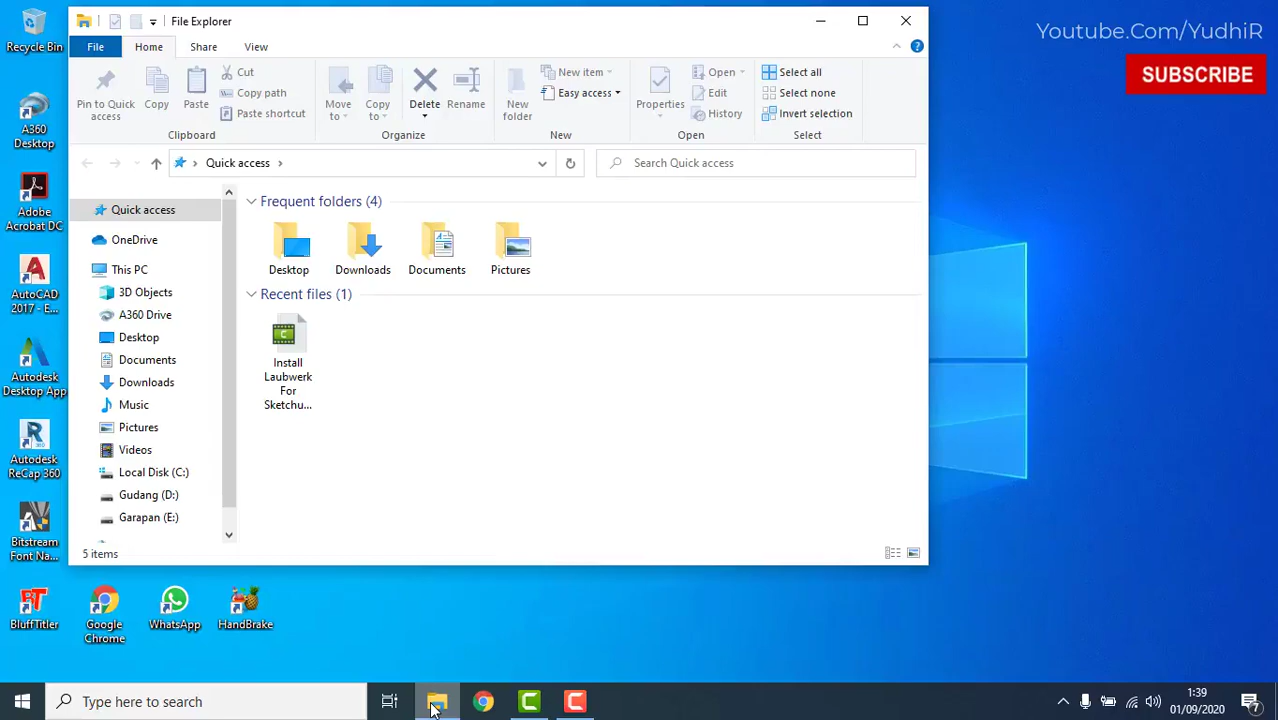 File Explorer
Youtube.Com/YudhiR
SUBSCRIBE
File Home Share View
Pin to Quick access
Copy
Paste
Cut
Copy path
Paste shortcut
Clipboard
Move to
Copy to
Delete
Rename
Organize
New folder
New item
Easy access
New
Properties
Open
Edit
History
Open
Select all
Select none
Invert selection
Select
Quick access
Search Quick access
Quick access
OneDrive
This PC
3D Objects
A360 Drive
Desktop
Documents
Downloads
Music
Pictures
Videos
Local Disk (C:)
Gudang (D:)
Garapan (E:)
Frequent folders (4)
Desktop
Downloads
Documents
Pictures
Recent files (1)
Install
Laubwerk
For
Sketchu...
5 items
Recycle Bin
A360
Desktop
Adobe
Acrobat DC
AutoCAD
2017 - E...
Autodesk
Desktop App
Autodesk
ReCap 360
Bitstream
Font Na...
BluffTitler
Google
Chrome
WhatsApp
HandBrake
Type here to search
1:39
01/09/2020
7